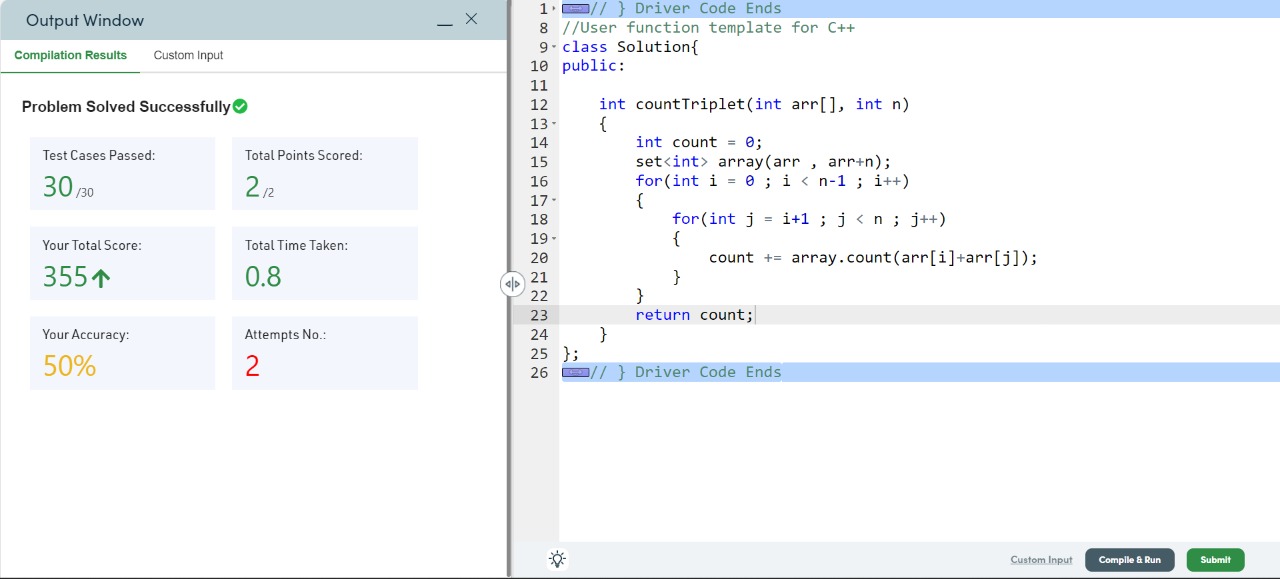 Output Window
Compilation Results Custom Input
Problem Solved Successfully
Test Cases Passed:
30 /30
Total Points Scored:
2 /2
Your Total Score:
355
Total Time Taken:
0.8
Your Accuracy:
50%
Attempts No.:
2
1 // } Driver Code Ends
8 //User function template for C++
9 class Solution{
10 public:
11
12 int countTriplet(int arr[], int n)
13 {
14 int count = 0;
15 set<int> array(arr , arr+n);
16 for(int i = 0 ; i < n-1 ; i++)
17 {
18 for(int j = i+1 ; j < n ; j++)
19 {
20 count += array.count(arr[i]+arr[j]);
21 }
22 }
23 return count;
24 }
25 };
26 // } Driver Code Ends
Custom Input Compile & Run Submit